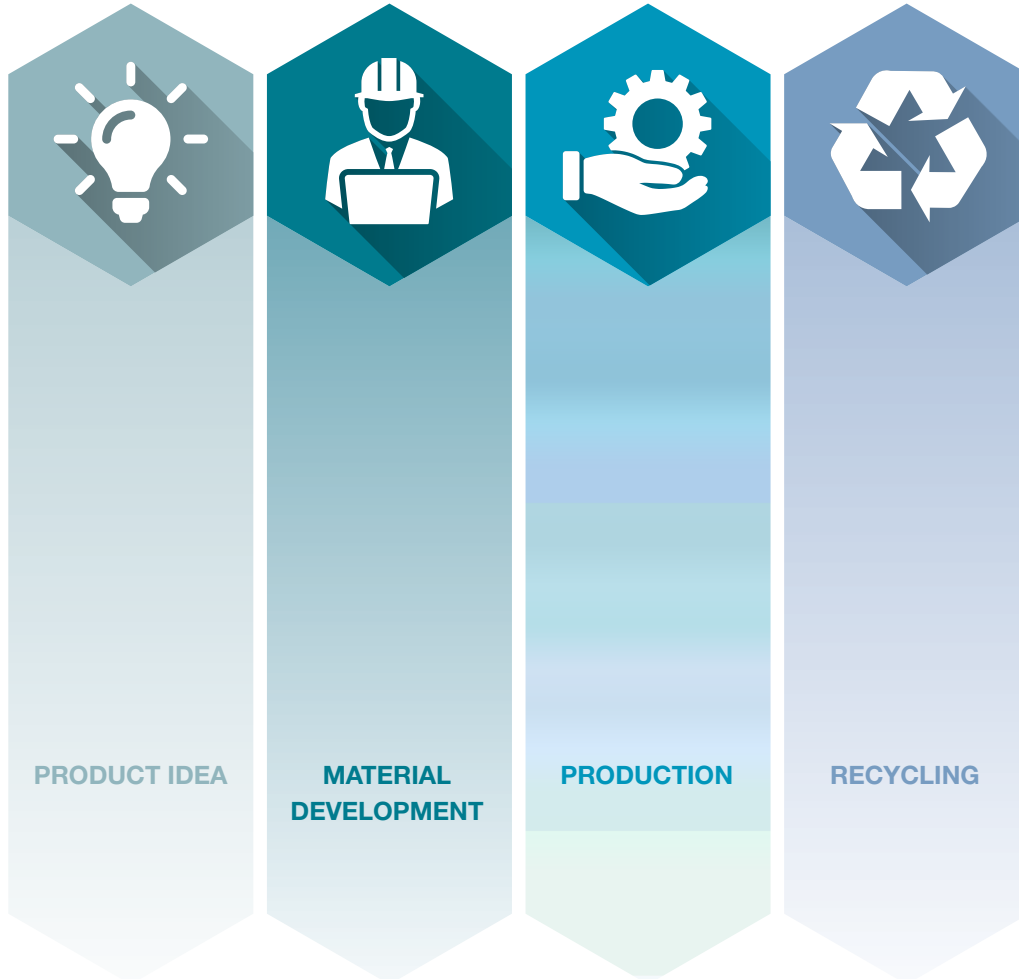 PRODUCT IDEA
MATERIAL
DEVELOPMENT
PRODUCTION
RECYCLING